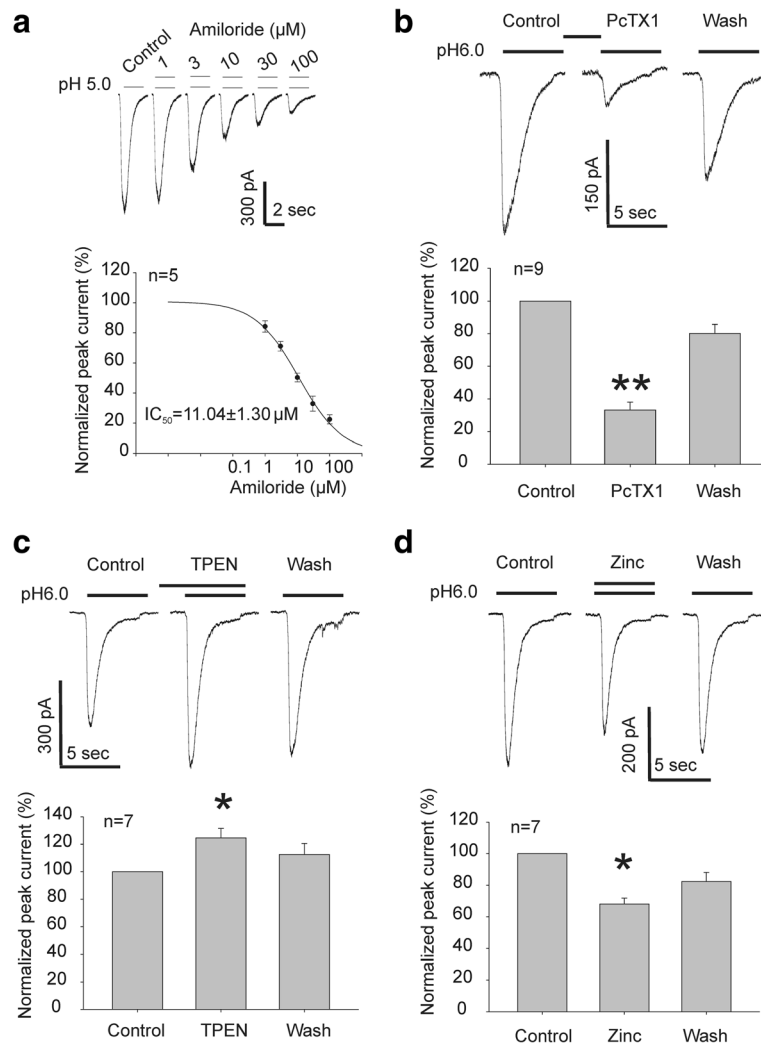 a
Amiloride (µM)
Control 1 3 10 30 100
pH 5.0
300 pA
2 sec
Normalized peak current (%)
120
100
80
60
40
20
0
n=5
IC50=11.04±1.30 µM
0.1 1 10 100
Amiloride (µM)
b
Control PcTX1 Wash
pH6.0
150 pA
5 sec
Normalized peak current (%)
120
100
80
60
40
20
0
n=9
**
Control PcTX1 Wash
c
Control TPEN Wash
pH6.0
300 pA
5 sec
Normalized peak current (%)
140
120
100
80
60
40
20
0
n=7
*
Control TPEN Wash
d
Control Zinc Wash
pH6.0
200 pA
5 sec
Normalized peak current (%)
120
100
80
60
40
20
0
n=7
*
Control Zinc Wash